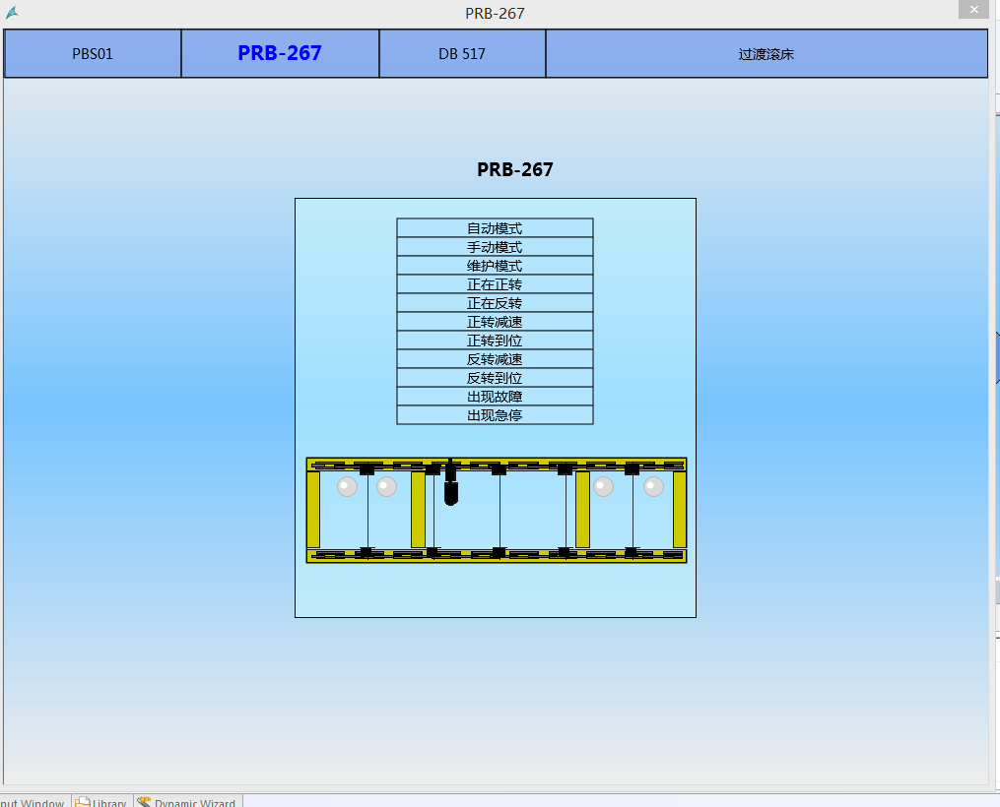 PRB-267
PBS01
PRB-267
DB 517
过渡滚床
PRB-267
自动模式
手动模式
维护模式
正在正转
正在反转
正转减速
正转到位
反转减速
反转到位
出现故障
出现急停
put Window
Library
Dynamic Wizard